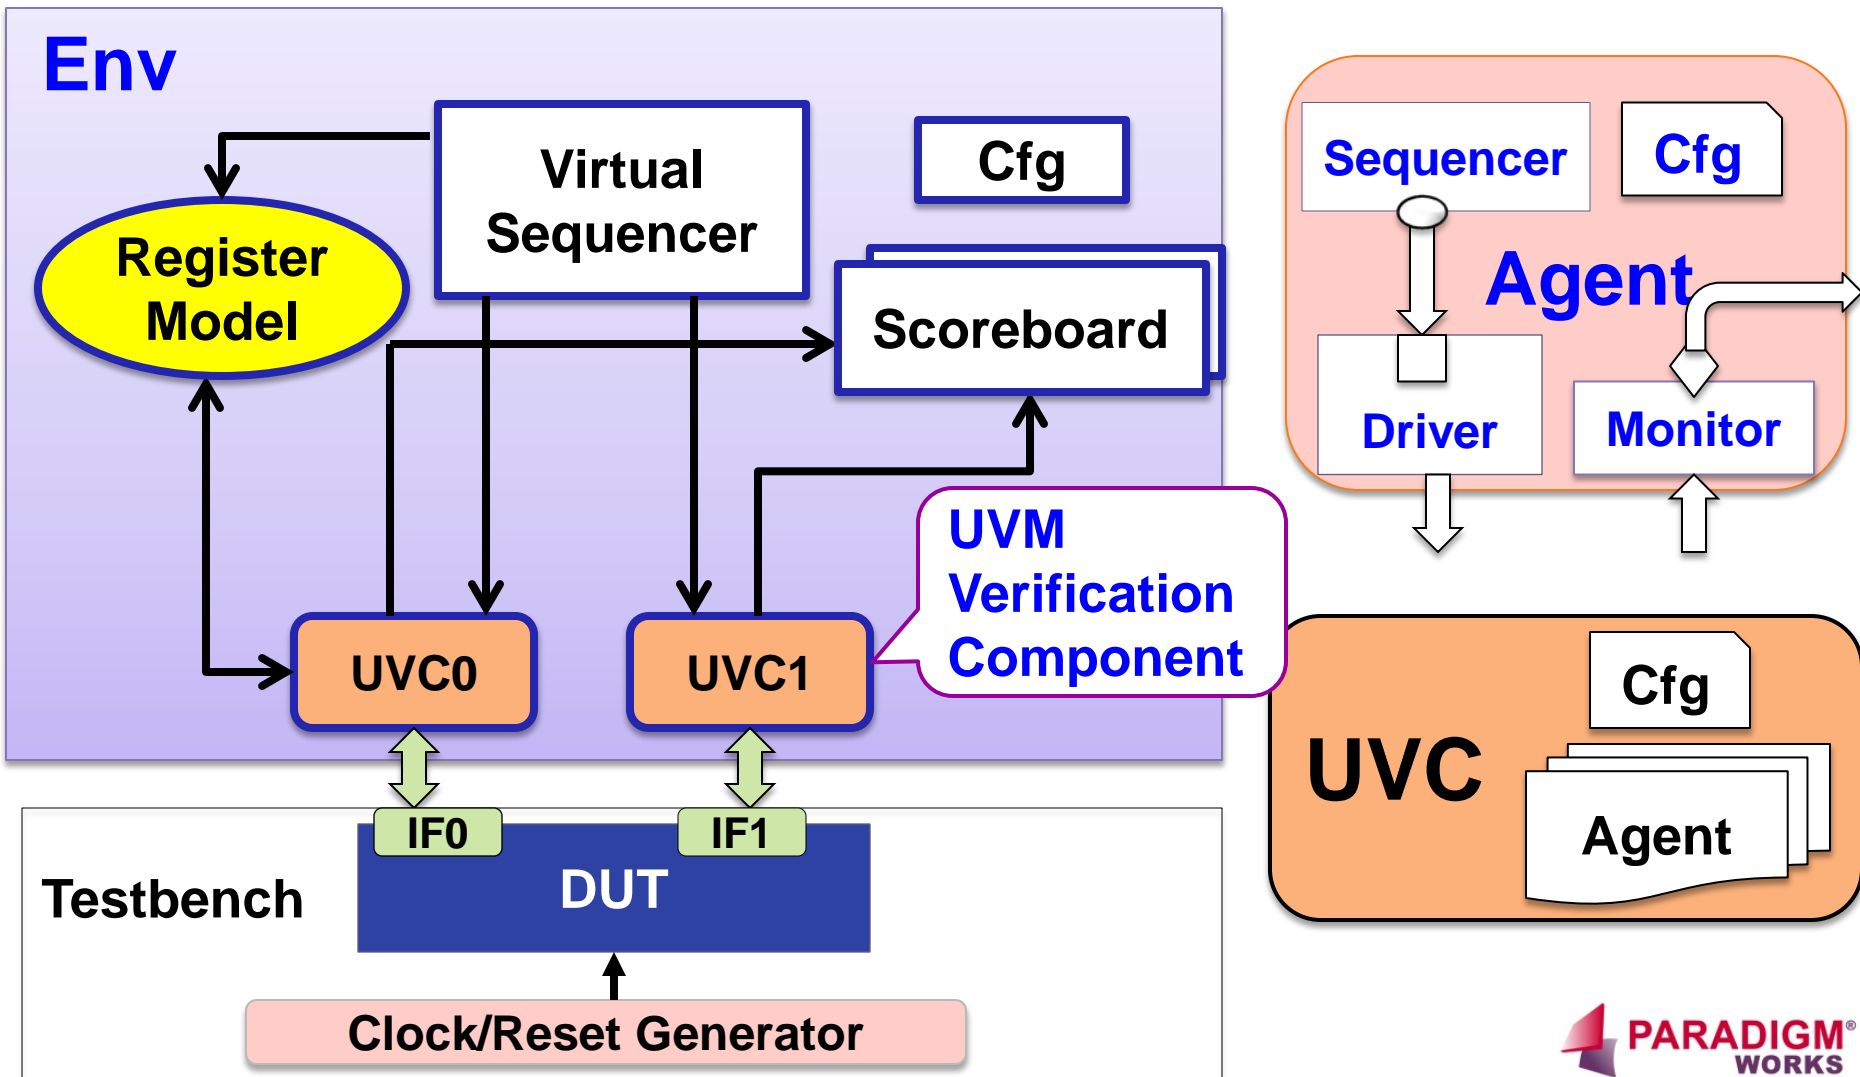 Env
Virtual
Sequencer
Cfg
Register
Model
Scoreboard
UVC0
UVC1
UVM
Verification
Component
IF0
IF1
DUT
Testbench
Clock/Reset Generator
Sequencer
Cfg
Agent
Driver
Monitor
UVC
Cfg
Agent
PARADIGM®
WORKS